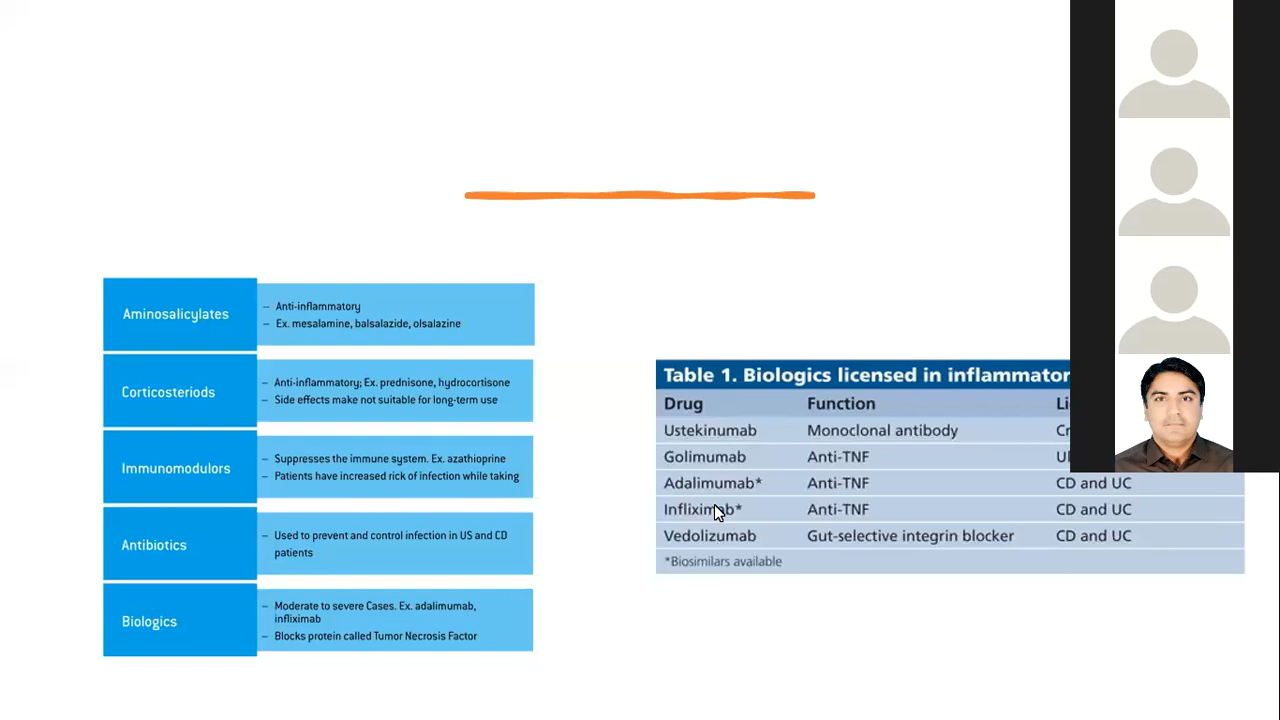 Aminosalicylates
– Anti-inflammatory
– Ex. mesalamine, balsalazide, olsalazine
Corticosteriods
– Anti-inflammatory; Ex. prednisone, hydrocortisone
– Side effects make not suitable for long-term use
Immunomodulors
– Suppresses the immune system. Ex. azathioprine
– Patients have increased risk of infection while taking
Antibiotics
– Used to prevent and control infection in US and CD
patients
Biologics
– Moderate to severe Cases. Ex. adalimumab,
infliximab
– Blocks protein called Tumor Necrosis Factor
Table 1. Biologics licensed in
Drug Function
Ustekinumab Monoclonal antibody
Golimumab Anti-TNF
Adalimumab* Anti-TNF CD and UC
Infliximab* Anti-TNF CD and UC
Vedolizumab Gut-selective integrin blocker CD and UC
*Biosimilars available